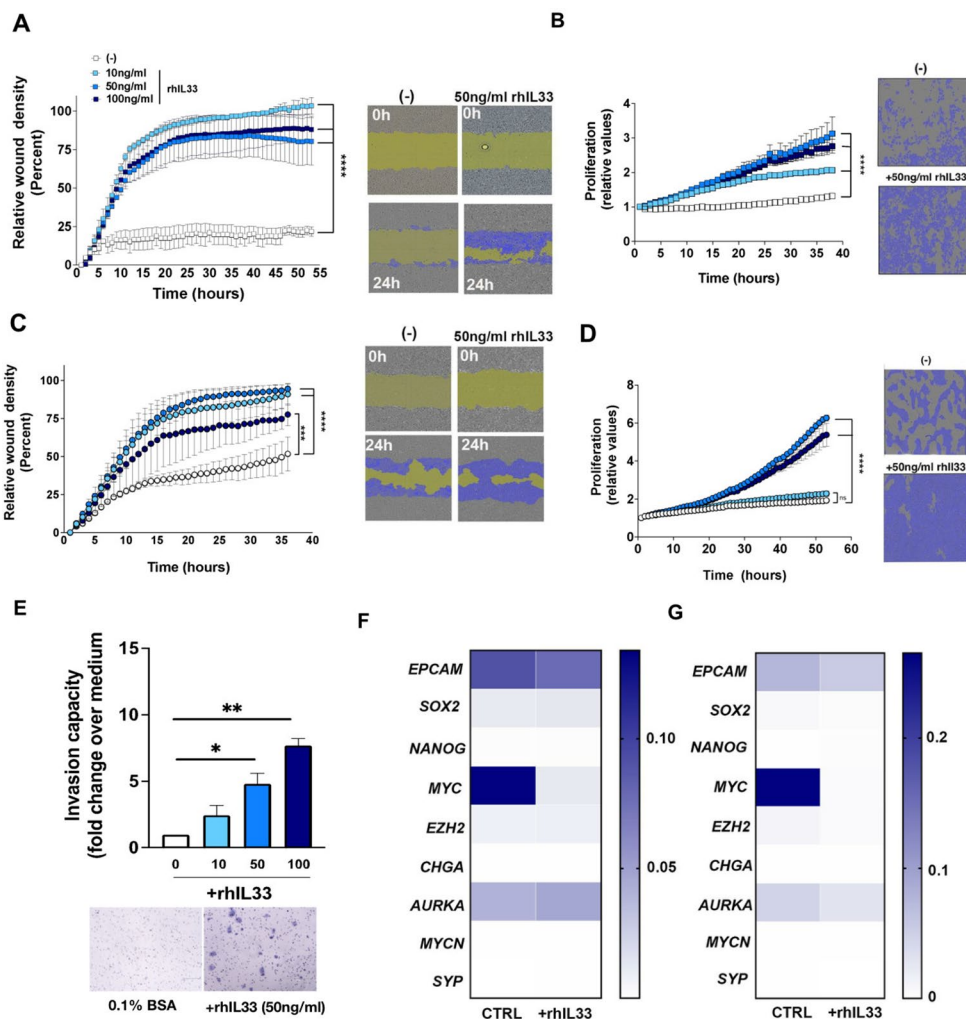 A
Relative wound density
(Percent)
100
75
50
25
0
0 5 10 15 20 25 30 35 40 45 50 55
Time (hours)
(-)
10ng/ml
50ng/ml
100ng/ml
rhIL33
****
(-)
50ng/ml rhIL33
0h
0h
24h
24h
B
Proliferation
(relative values)
4
3
2
1
0
0 5 10 15 20 25 30 35 40
Time (hours)
****
(-)
+50ng/ml rhIL33
C
Relative wound density
(Percent)
100
75
50
25
0
0 5 10 15 20 25 30 35 40
Time (hours)
***
****
(-)
50ng/ml rhIL33
0h
0h
24h
24h
D
Proliferation
(relative values)
8
6
4
2
0
0 10 20 30 40 50 60
Time (hours)
ns
****
(-)
+50ng/ml rhIl33
E
Invasion capacity
(fold change over medium)
15
10
5
0
**
*
0 10 50 100
+rhIL33
0.1% BSA
+rhIL33 (50ng/ml)
F
EPCAM
SOX2
NANOG
MYC
EZH2
CHGA
AURKA
MYCN
SYP
CTRL +rhIL33
0.10
0.05
G
EPCAM
SOX2
NANOG
MYC
EZH2
CHGA
AURKA
MYCN
SYP
CTRL +rhIL33
0.2
0.1
0